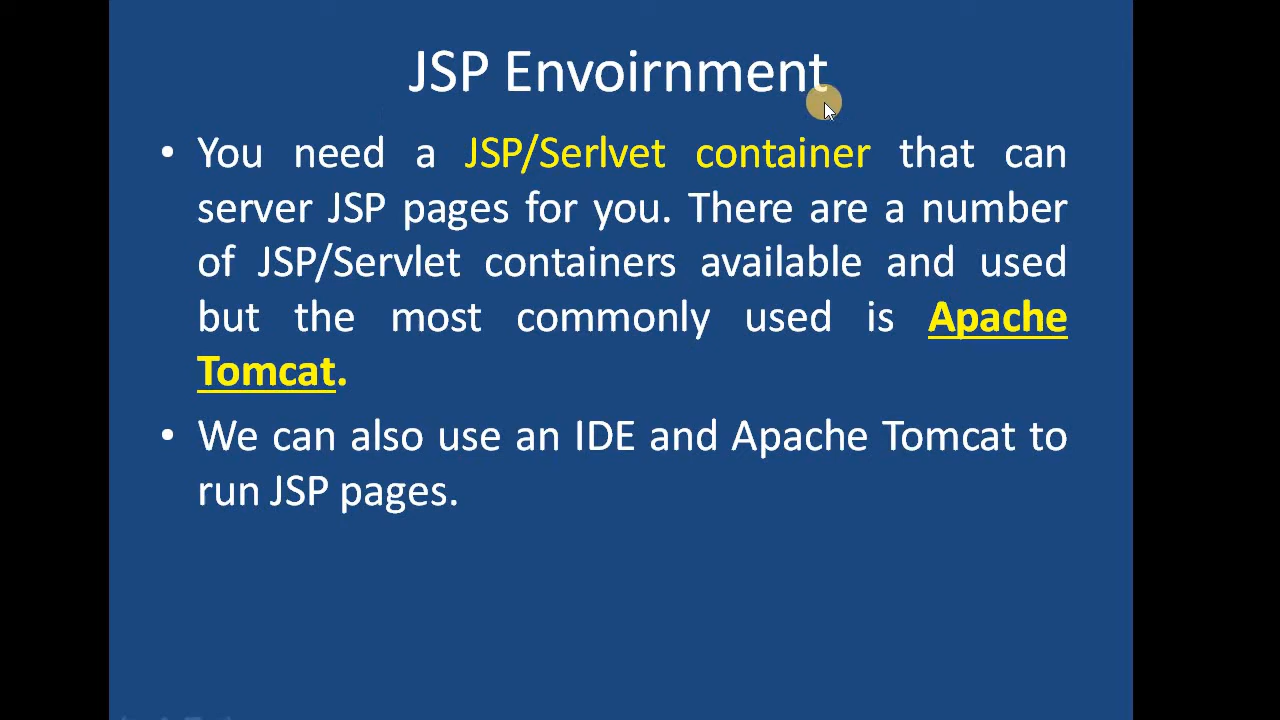 JSP Envoirnment
• You need a JSP/Serlvet container that can
server JSP pages for you. There are a number
of JSP/Servlet containers available and used
but the most commonly used is Apache
Tomcat.
• We can also use an IDE and Apache Tomcat to
run JSP pages.